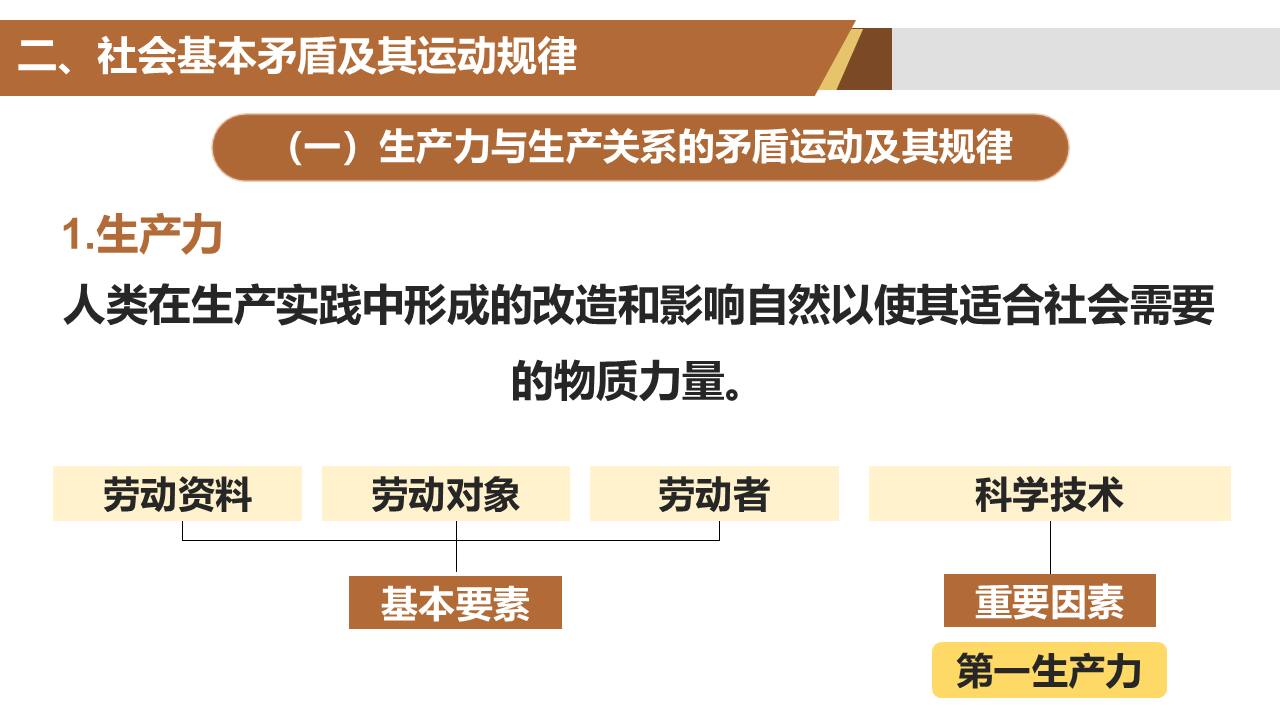 二、社会基本矛盾及其运动规律
（一）生产力与生产关系的矛盾运动及其规律
1.生产力
人类在生产实践中形成的改造和影响自然以使其适合社会需要
的物质力量。
劳动资料 劳动对象 劳动者 科学技术
基本要素 重要因素
第一生产力